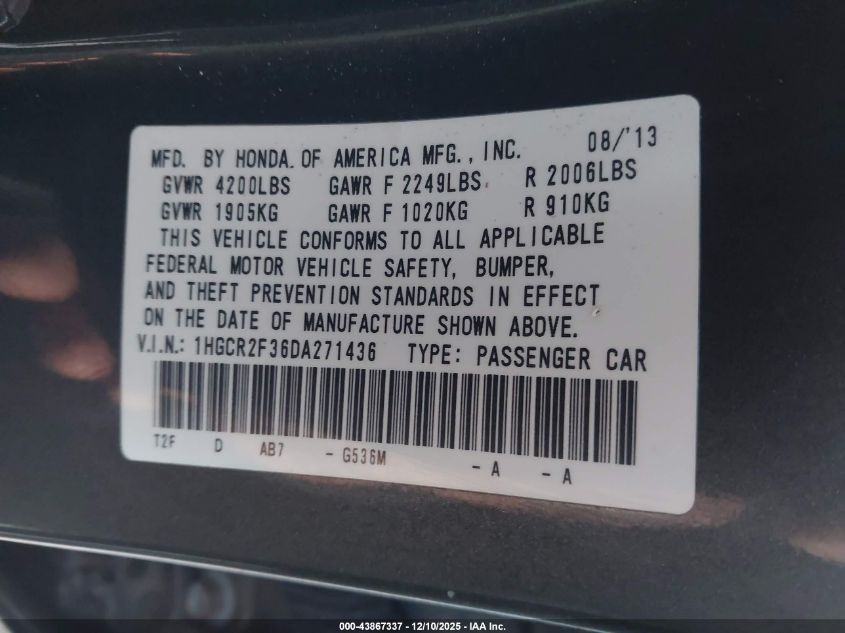 MFD. BY HONDA OF AMERICA MFG., INC. 08/'13
GVWR 4200LBS GAWR F 2249LBS R 2006LBS
GVWR 1905KG GAWR F 1020KG R 910KG
THIS VEHICLE CONFORMS TO ALL APPLICABLE
FEDERAL MOTOR VEHICLE SAFETY, BUMPER,
AND THEFT PREVENTION STANDARDS IN EFFECT
ON THE DATE OF MANUFACTURE SHOWN ABOVE.
V.I.N.: 1HGCR2F36DA271436 TYPE: PASSENGER CAR
T2F D AB7 - G536M - A - A
000-43867337 - 12/10/2025 - IAA Inc.